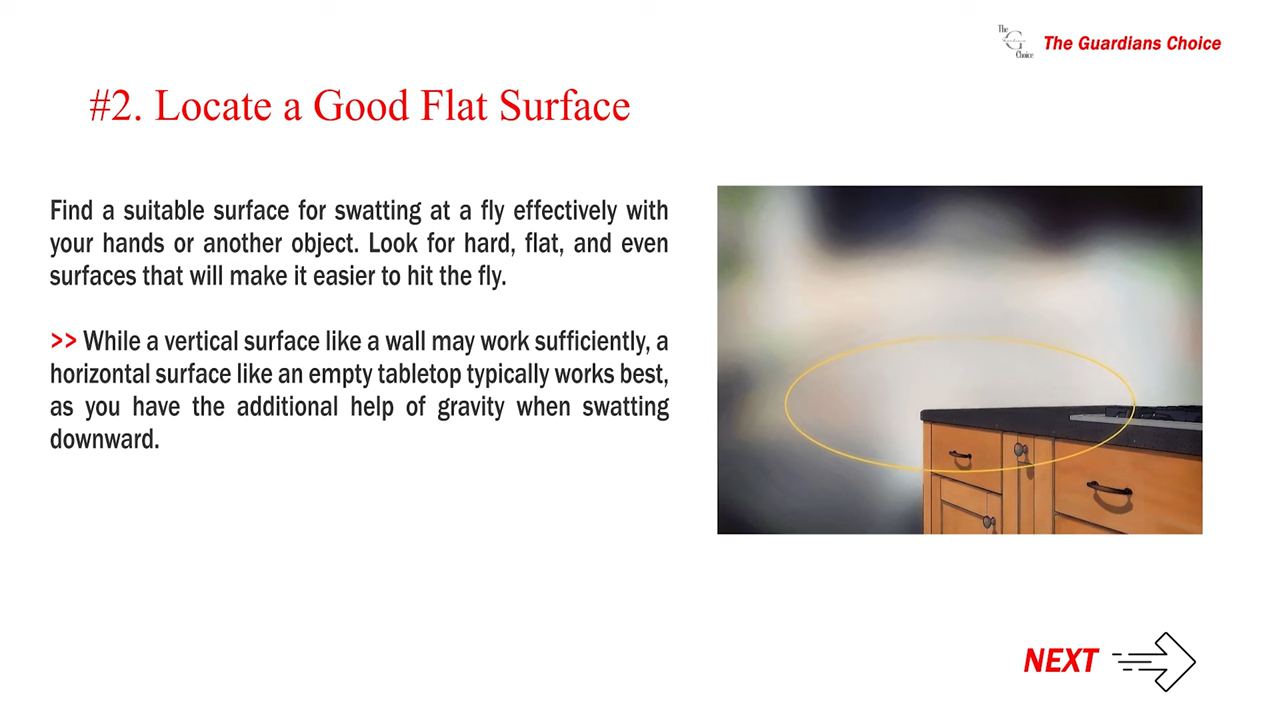 The
G
Choice
The Guardians Choice
#2. Locate a Good Flat Surface
Find a suitable surface for swatting at a fly effectively with
your hands or another object. Look for hard, flat, and even
surfaces that will make it easier to hit the fly.
>> While a vertical surface like a wall may work sufficiently, a
horizontal surface like an empty tabletop typically works best,
as you have the additional help of gravity when swatting
downward.
NEXT